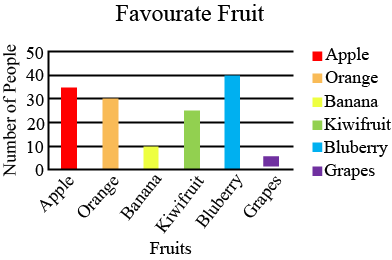 Favourate Fruit
Number of People
50
40
30
20
10
0
Apple
Orange
Banana
Kiwifruit
Bluberry
Grapes
Fruits
Apple
Orange
Banana
Kiwifruit
Bluberry
Grapes